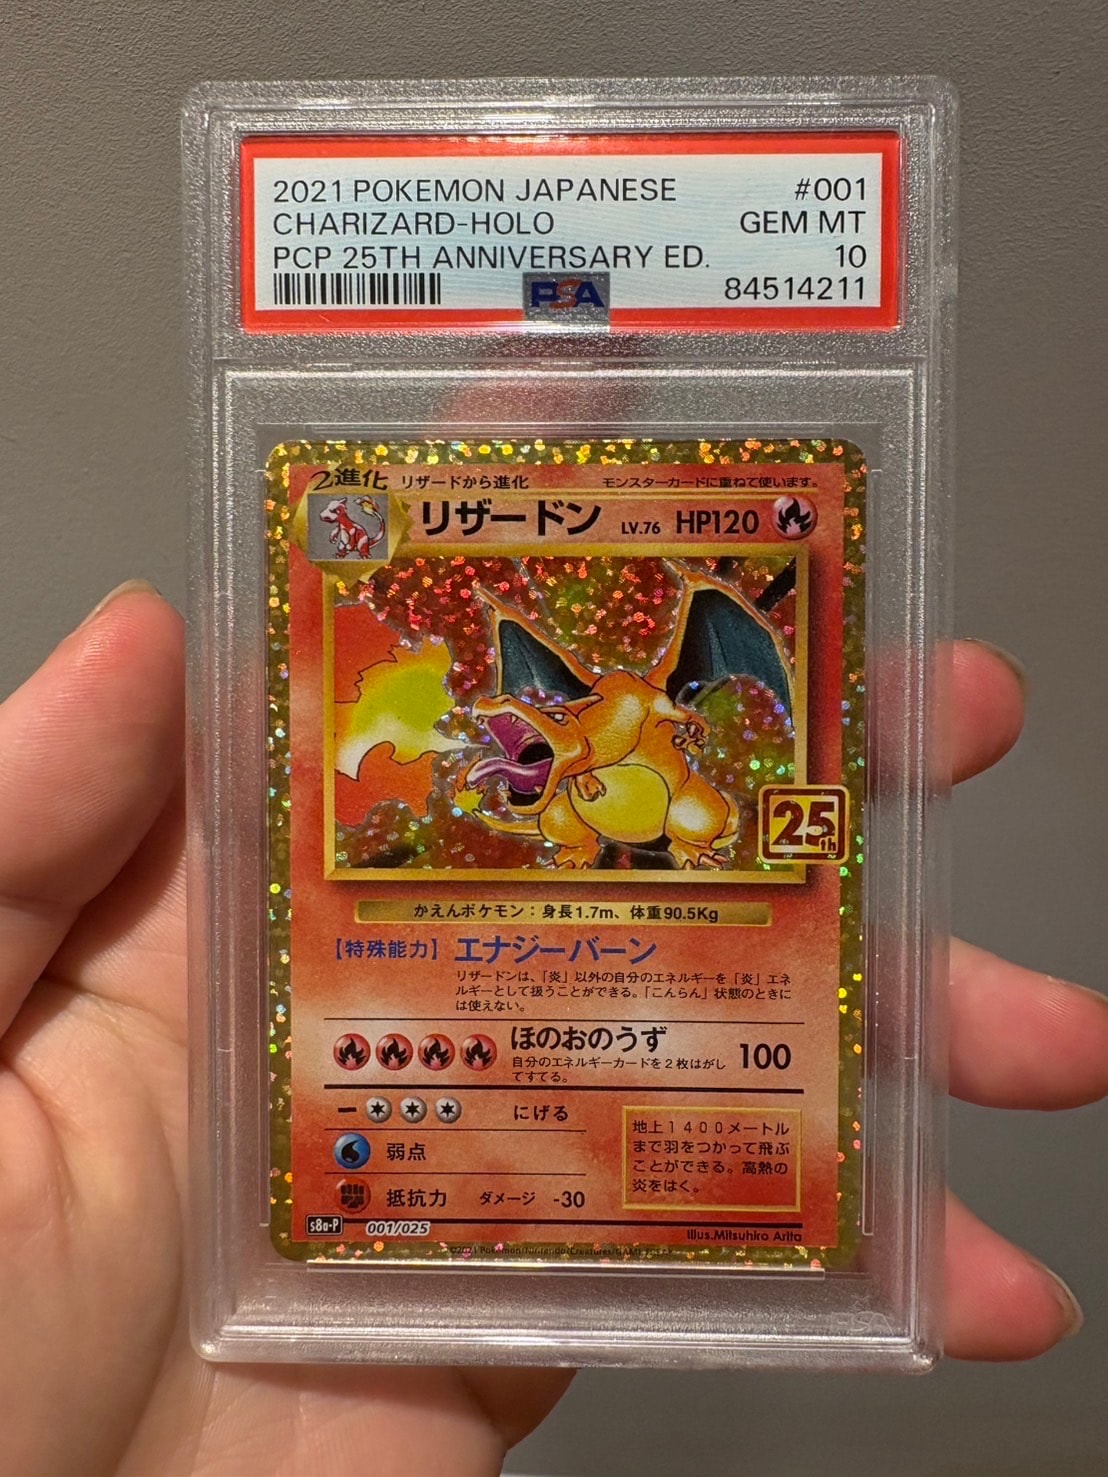 2021 POKEMON JAPANESE #001
CHARIZARD-HOLO GEM MT
PCP 25TH ANNIVERSARY ED. 10
PSA 84514211
2進化 リザードから進化 モンスターカードに重ねて使います。
リザードン LV.76 HP120
25th
かえんポケモン：身長1.7m、体重90.5Kg
【特殊能力】エナジーバーン
リザードンは、「炎」以外の自分のエネルギーを「炎」エネ
ルギーとして扱うことができる。「こんらん」状態のときに
は使えない。
ほのおのうず 100
自分のエネルギーカードを２枚はがし
てすてる。
にげる
弱点
抵抗力 ダメージ -30
地上１４００メートル
まで羽をつかって飛ぶ
ことができる。高熱の
炎をはく。
s8a-P 001/025 Illus.Mitsuhiro Arita
©2021 Pokémon/Nintendo/Creatures/GAME FREAK
PSA